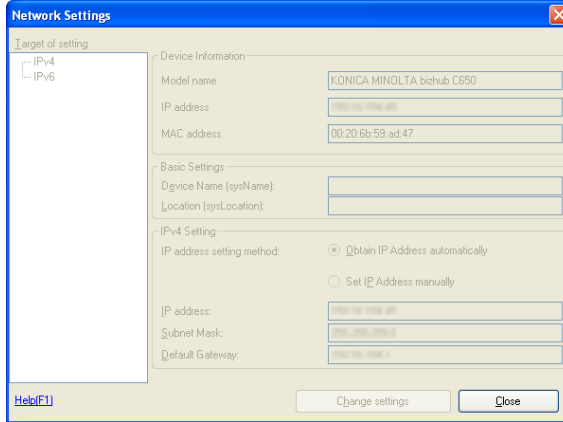 Network Settings
Target of setting
IPv4
IPv6
Device Information
Model name
KONICA MINOLTA bizhub C650
IP address
MAC address
00:20:6b:59:ad:47
Basic Settings
Device Name (sysName):
Location (sysLocation):
IPv4 Setting
IP address setting method:
Obtain IP Address automatically
Set IP Address manually
IP address:
Subnet Mask:
Default Gateway:
Help(F1)
Change settings
Close